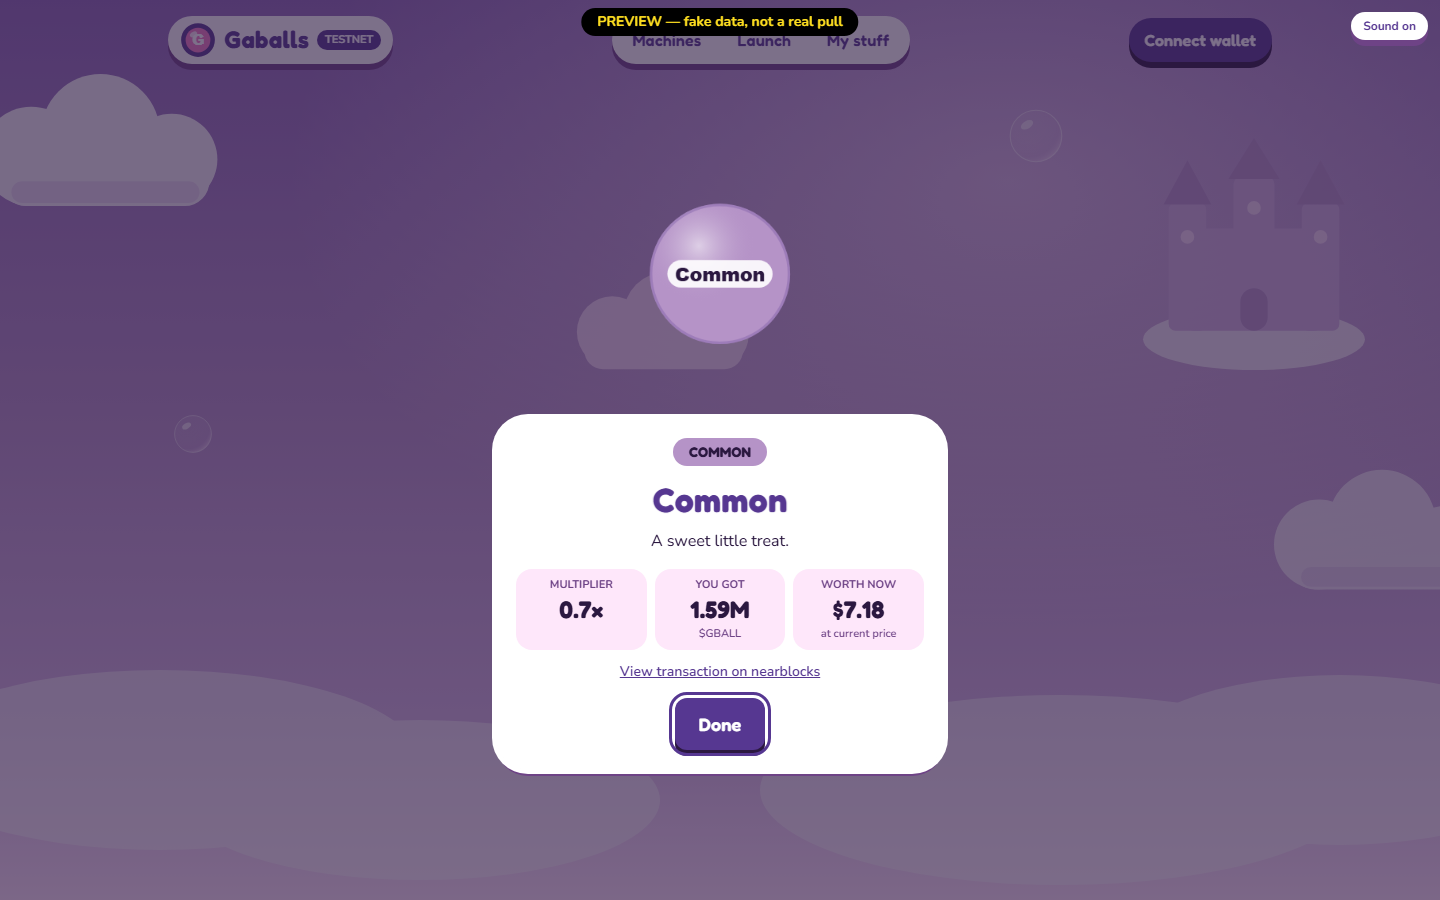 PREVIEW — fake data, not a real pull
Sound on
G Gaballs TESTNET
Machines Launch My stuff
Connect wallet
Common
COMMON
Common
A sweet little treat.
MULTIPLIER YOU GOT WORTH NOW
0.7× 1.59M $7.18
$GBALL at current price
View transaction on nearblocks
Done